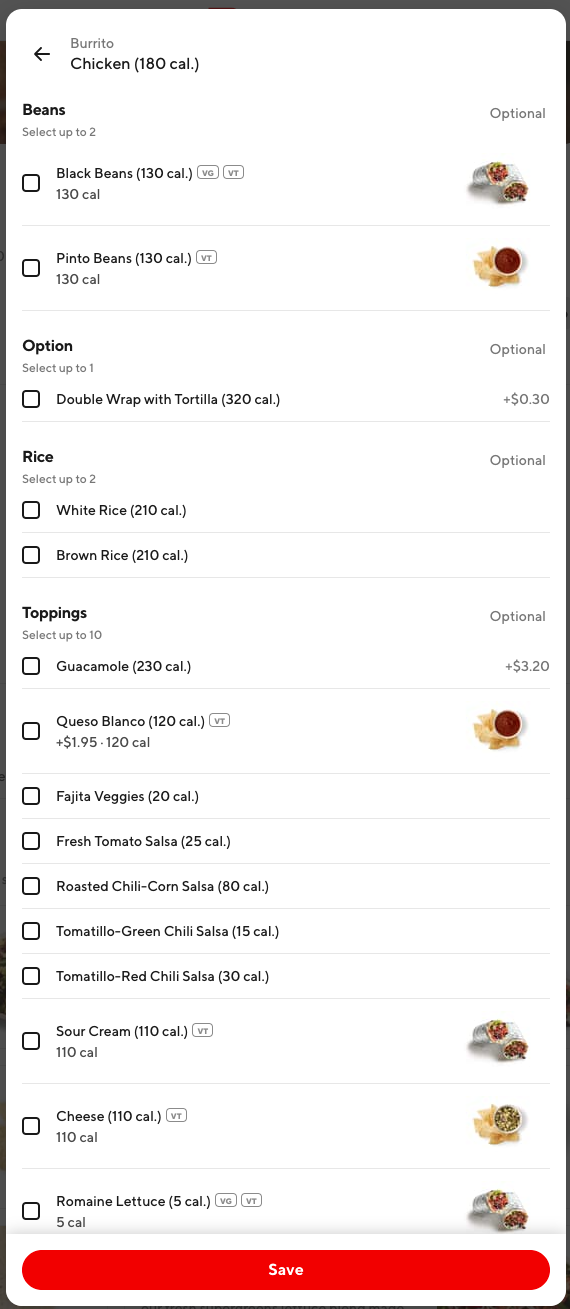 Burrito
Chicken (180 cal.)
Beans
Optional
Select up to 2
Black Beans (130 cal.) VG VT
130 cal
Pinto Beans (130 cal.) VT
130 cal
Option
Optional
Select up to 1
Double Wrap with Tortilla (320 cal.) +$0.30
Rice
Optional
Select up to 2
White Rice (210 cal.)
Brown Rice (210 cal.)
Toppings
Optional
Select up to 10
Guacamole (230 cal.) +$3.20
Queso Blanco (120 cal.) VT
+$1.95 · 120 cal
Fajita Veggies (20 cal.)
Fresh Tomato Salsa (25 cal.)
Roasted Chili-Corn Salsa (80 cal.)
Tomatillo-Green Chili Salsa (15 cal.)
Tomatillo-Red Chili Salsa (30 cal.)
Sour Cream (110 cal.) VT
110 cal
Cheese (110 cal.) VT
110 cal
Romaine Lettuce (5 cal.) VG VT
5 cal
Save